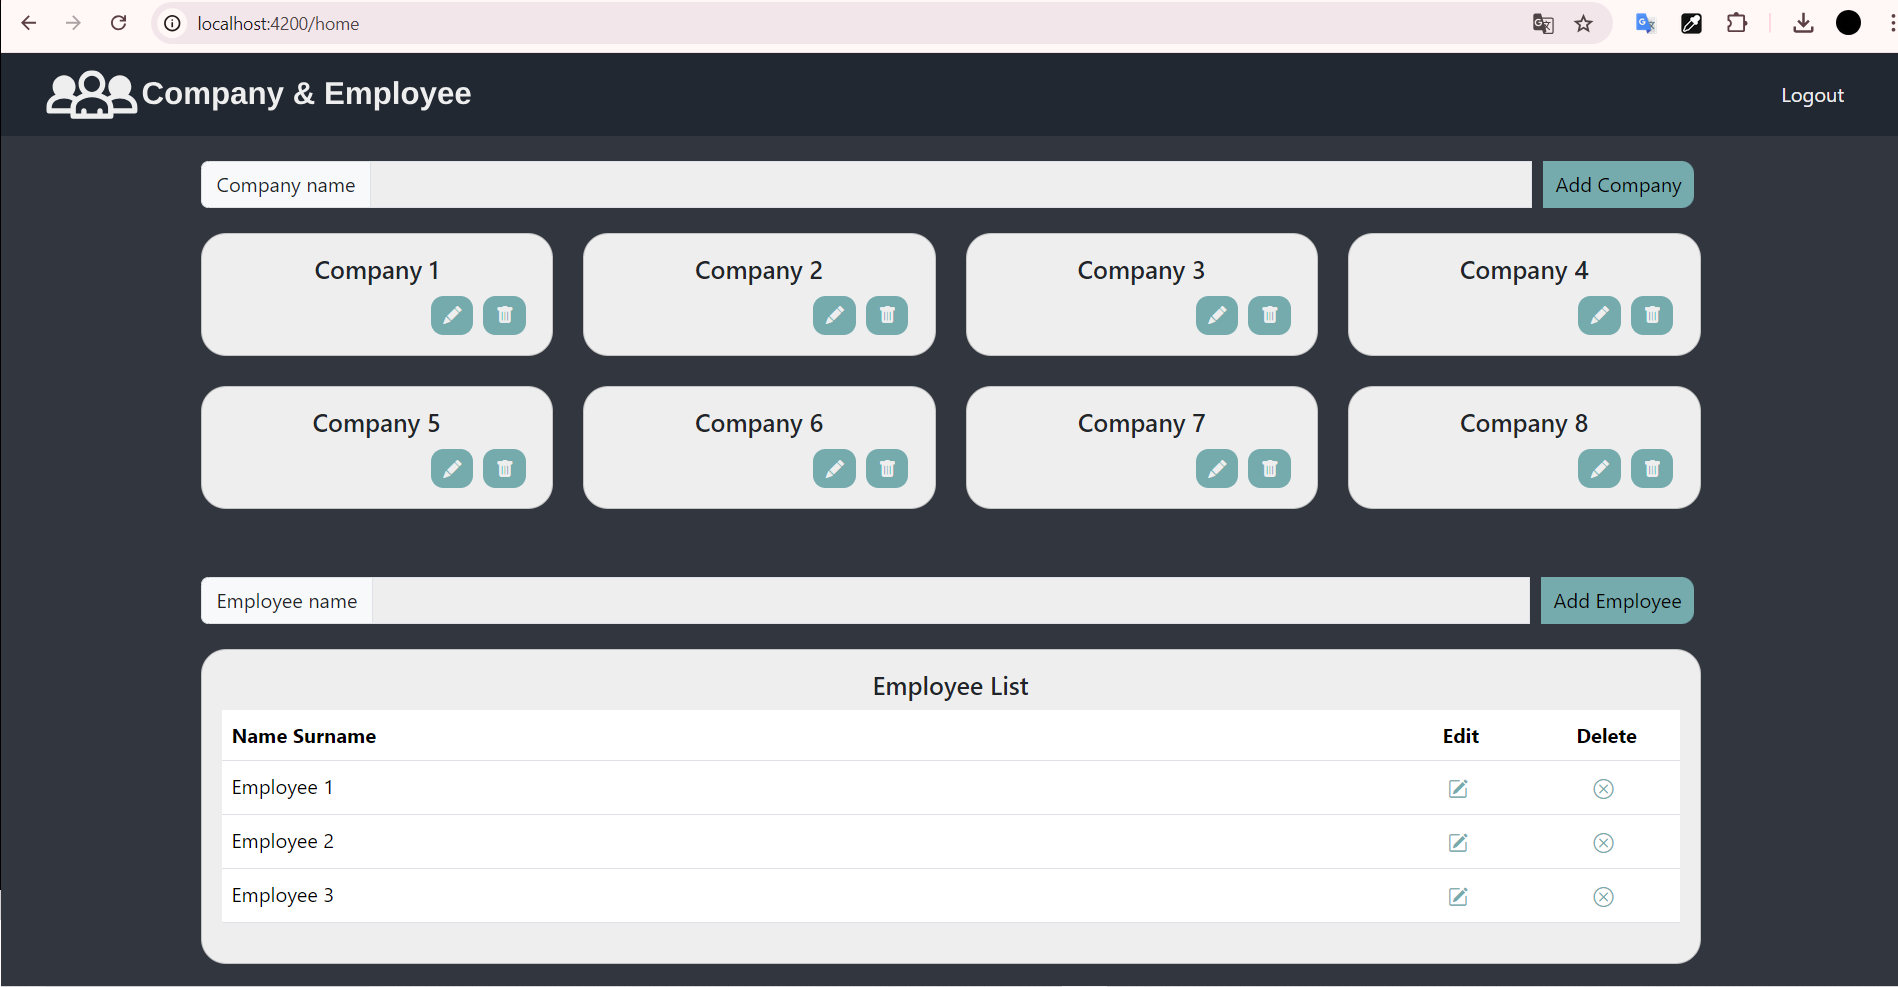 localhost:4200/home
Company & Employee
Logout
Company name
Add Company
Company 1
Company 2
Company 3
Company 4
Company 5
Company 6
Company 7
Company 8
Employee name
Add Employee
Employee List
Name Surname Edit Delete
Employee 1
Employee 2
Employee 3